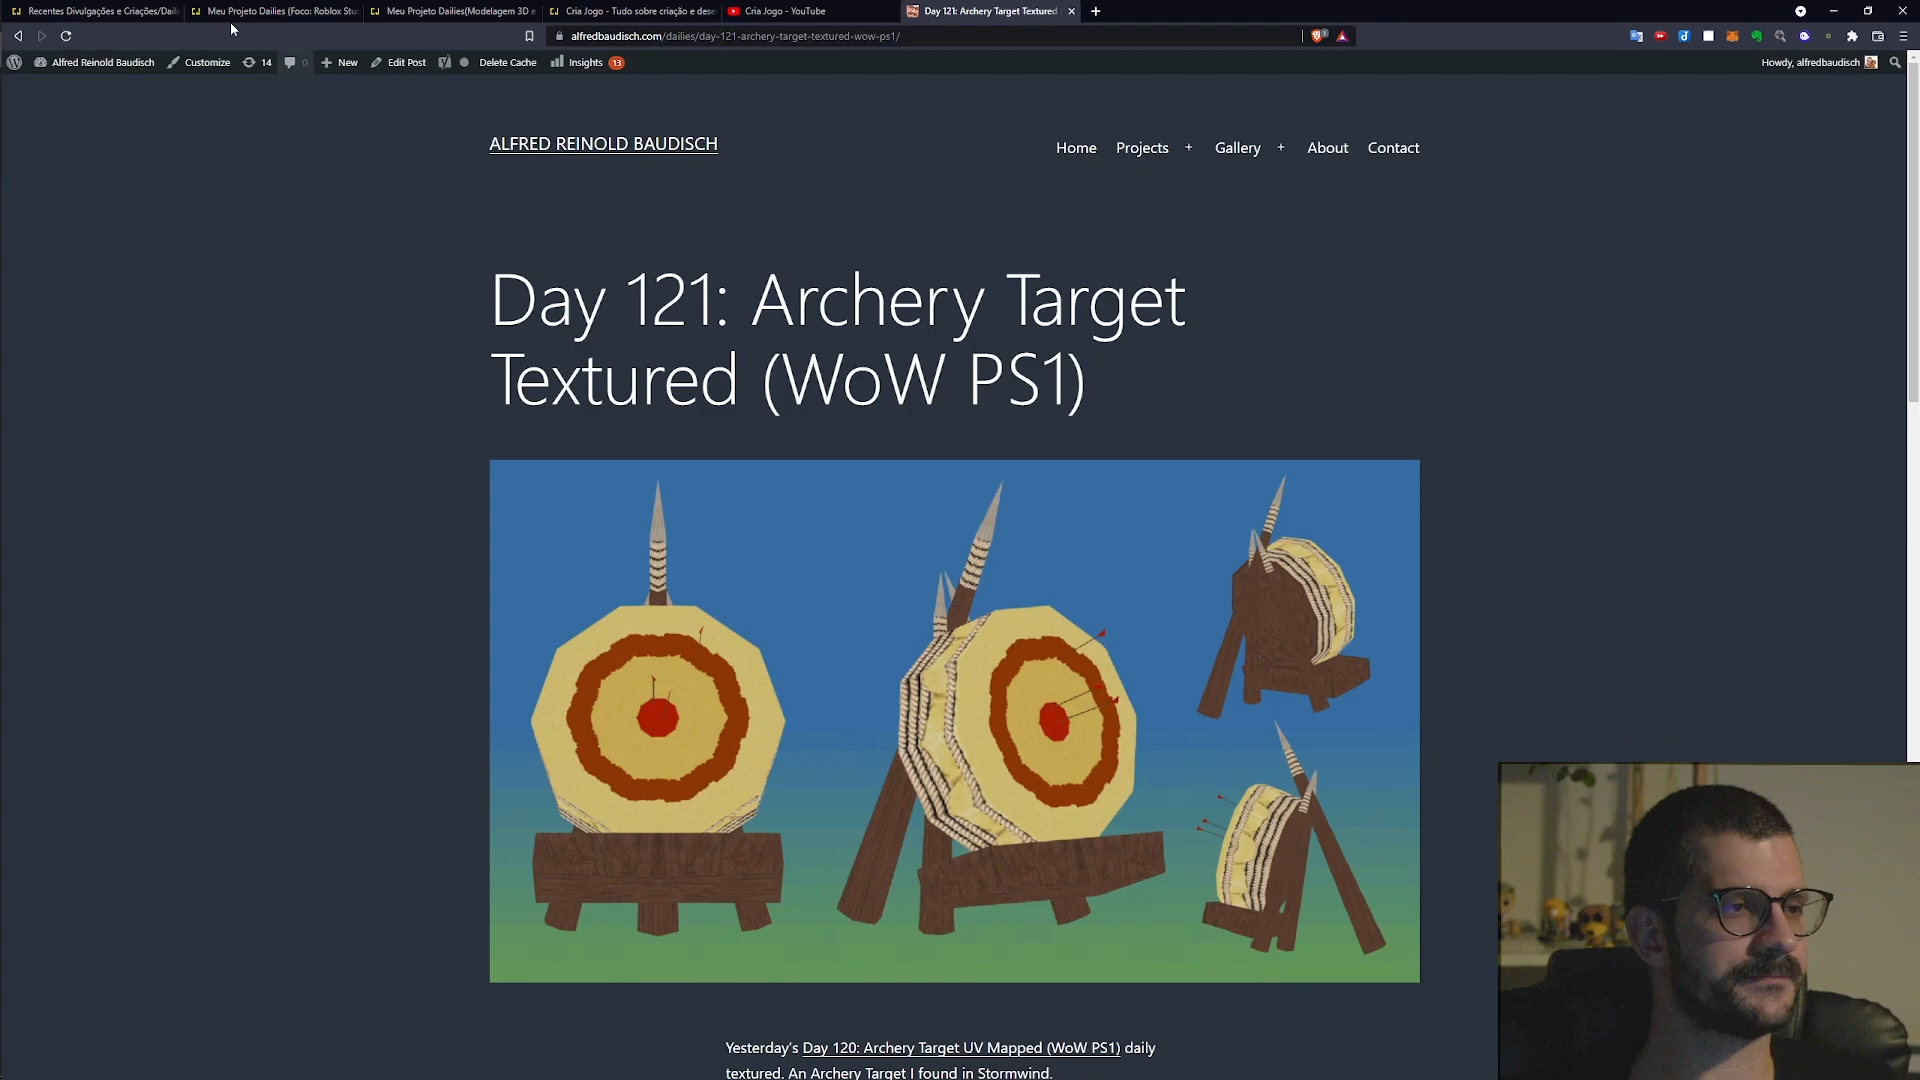 Recentes Divulgações e Criações/Daili
Meu Projeto Dailies (Foco: Roblox Stu
Meu Projeto Dailies(Modelagem 3D e
Cria Jogo - Tudo sobre criação e dese
Cria Jogo - YouTube
Day 121: Archery Target Textured
alfredbaudisch.com/dailies/day-121-archery-target-textured-wow-ps1/
Alfred Reinold Baudisch
Customize
14
0
New
Edit Post
Delete Cache
Insights 13
Howdy, alfredbaudisch
ALFRED REINOLD BAUDISCH
Home Projects + Gallery + About Contact
Day 121: Archery Target
Textured (WoW PS1)
Yesterday's Day 120: Archery Target UV Mapped (WoW PS1) daily
textured. An Archery Target I found in Stormwind.